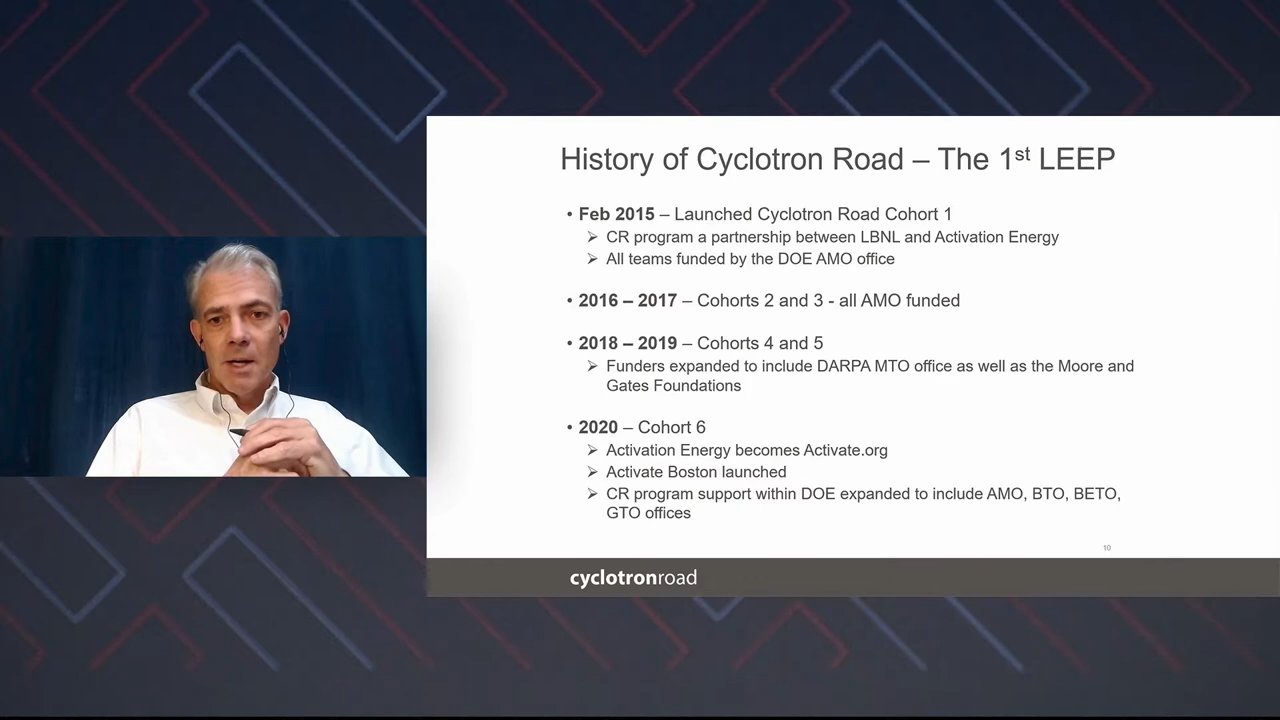 History of Cyclotron Road – The 1st LEEP
• Feb 2015 – Launched Cyclotron Road Cohort 1
➢ CR program a partnership between LBNL and Activation Energy
➢ All teams funded by the DOE AMO office
• 2016 – 2017 – Cohorts 2 and 3 - all AMO funded
• 2018 – 2019 – Cohorts 4 and 5
➢ Funders expanded to include DARPA MTO office as well as the Moore and
Gates Foundations
• 2020 – Cohort 6
➢ Activation Energy becomes Activate.org
➢ Activate Boston launched
➢ CR program support within DOE expanded to include AMO, BTO, BETO,
GTO offices
10
cyclotronroad